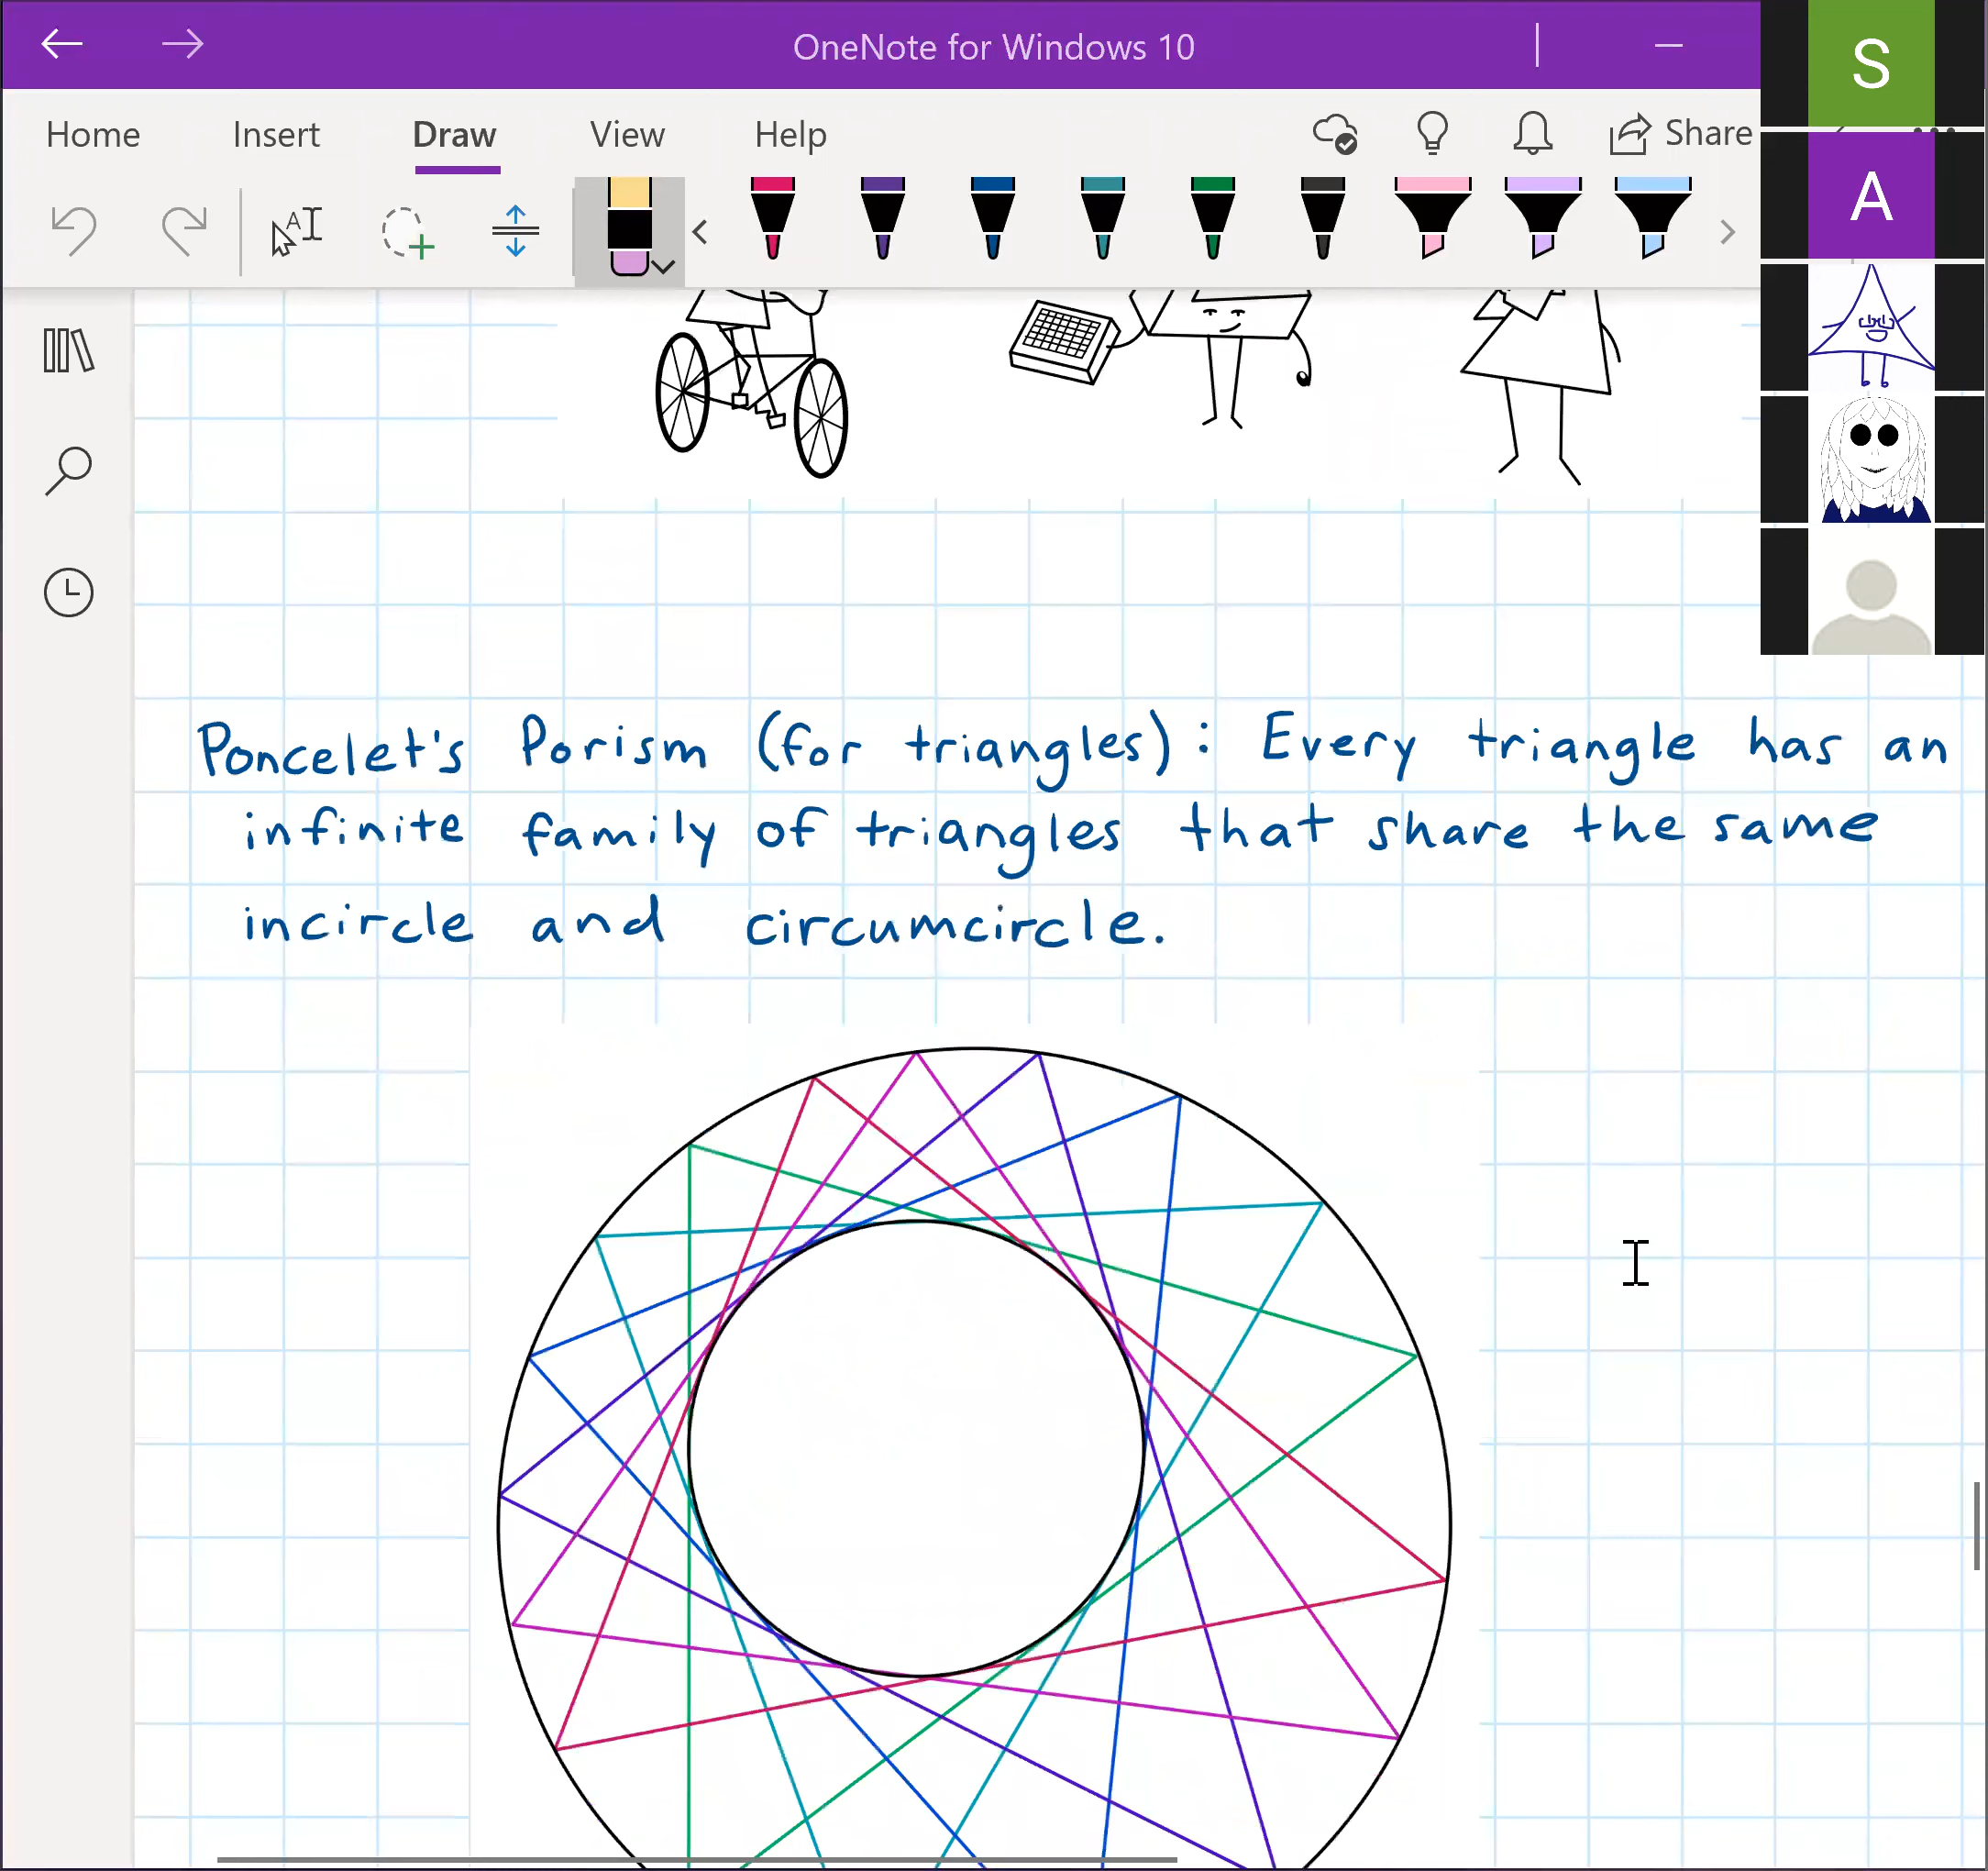 OneNote for Windows 10
S
Home Insert Draw View Help Share
A
Poncelet's Porism (for triangles): Every triangle has an
infinite family of triangles that share the same
incircle and circumcircle.